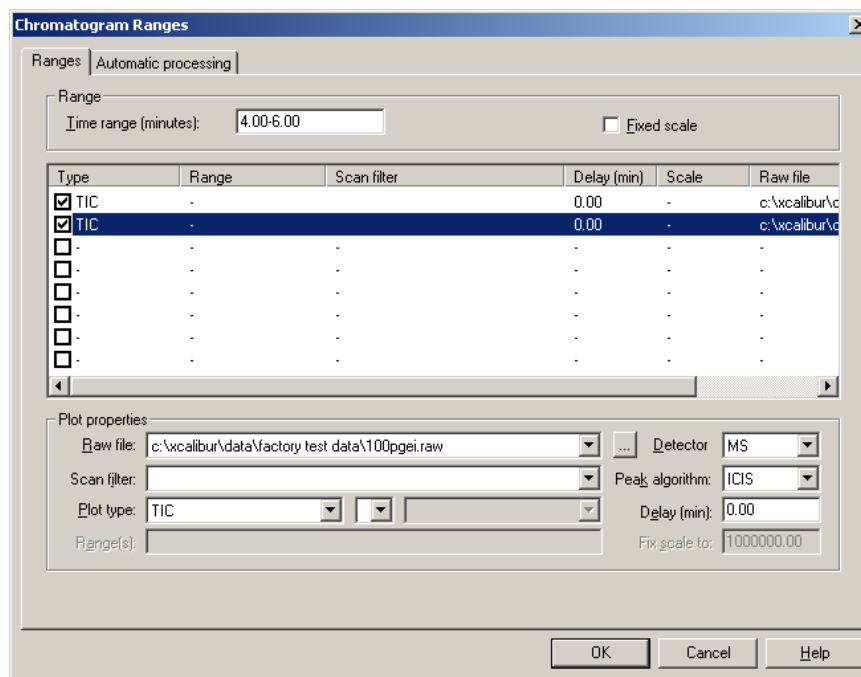 Chromatogram Ranges
Ranges Automatic processing
Range
Time range (minutes): 4.00-6.00 Fixed scale
Type Range Scan filter Delay (min) Scale Raw file
TIC - 0.00 - c:\xcalibur\d
TIC - 0.00 - c:\xcalibur\d
- - - - - -
- - - - - -
- - - - - -
- - - - - -
- - - - - -
- - - - - -
Plot properties
Raw file: c:\xcalibur\data\factory test data\100pgei.raw ... Detector MS
Scan filter: Peak algorithm: ICIS
Plot type: TIC Delay (min): 0.00
Range(s): Fix scale to: 1000000.00
OK Cancel Help